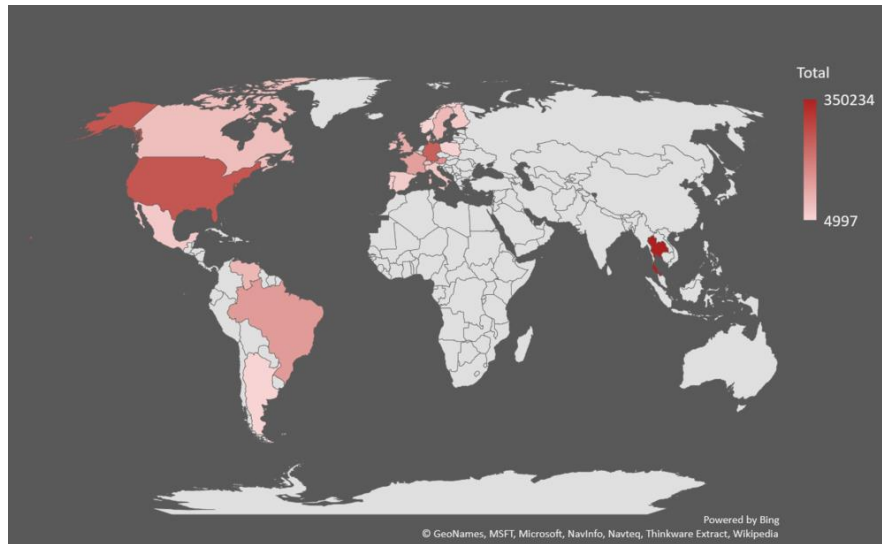 Total
350234
4997
Powered by Bing
© GeoNames, MSFT, Microsoft, NavInfo, Navteq, Thinkware Extract, Wikipedia